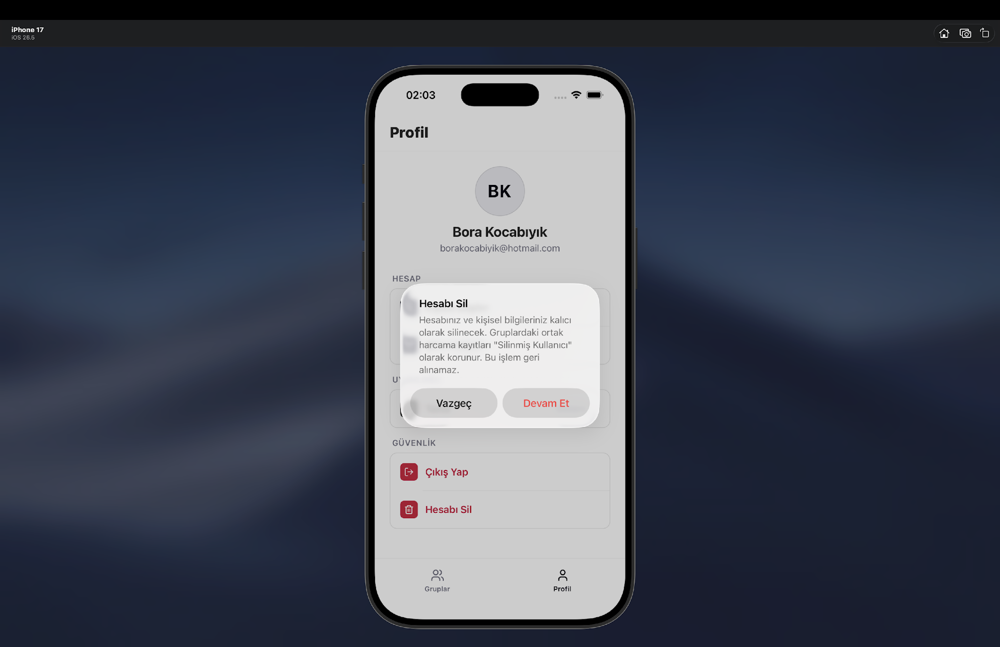 iPhone 17
iOS 26.5
02:03
Profil
BK
Bora Kocabıyık
borakocabiyik@hotmail.com
HESAP
Hesabı Sil
Hesabınız ve kişisel bilgileriniz kalıcı
olarak silinecek. Gruplardaki ortak
harcama kayıtları "Silinmiş Kullanıcı"
olarak korunur. Bu işlem geri
alınamaz.
Vazgeç
Devam Et
GÜVENLİK
Çıkış Yap
Hesabı Sil
Gruplar
Profil